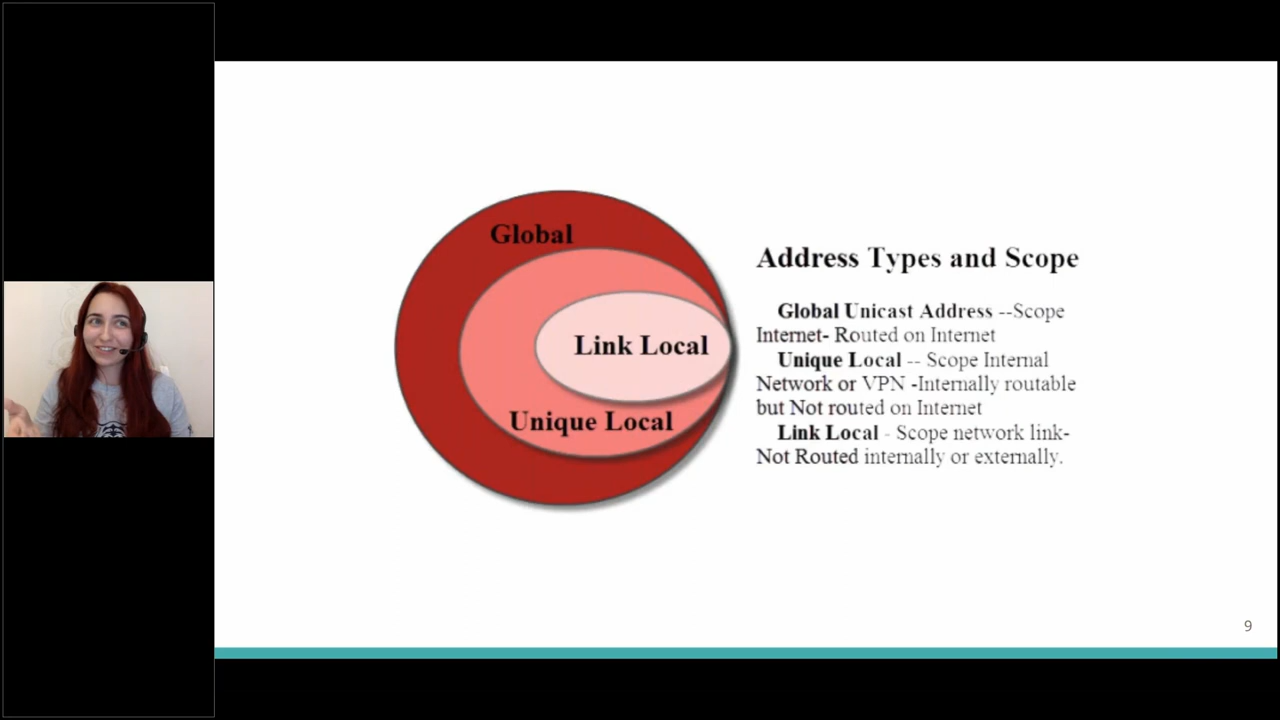 Global
Link Local
Unique Local
Address Types and Scope
Global Unicast Address --Scope
Internet- Routed on Internet
Unique Local -- Scope Internal
Network or VPN -Internally routable
but Not routed on Internet
Link Local - Scope network link-
Not Routed internally or externally.
9